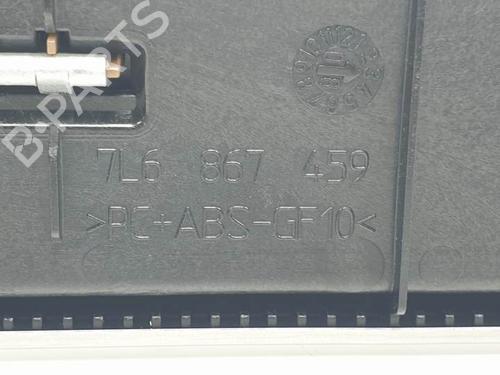 B-PARTS
7L6 867 459
>PC+ABS-GF10<